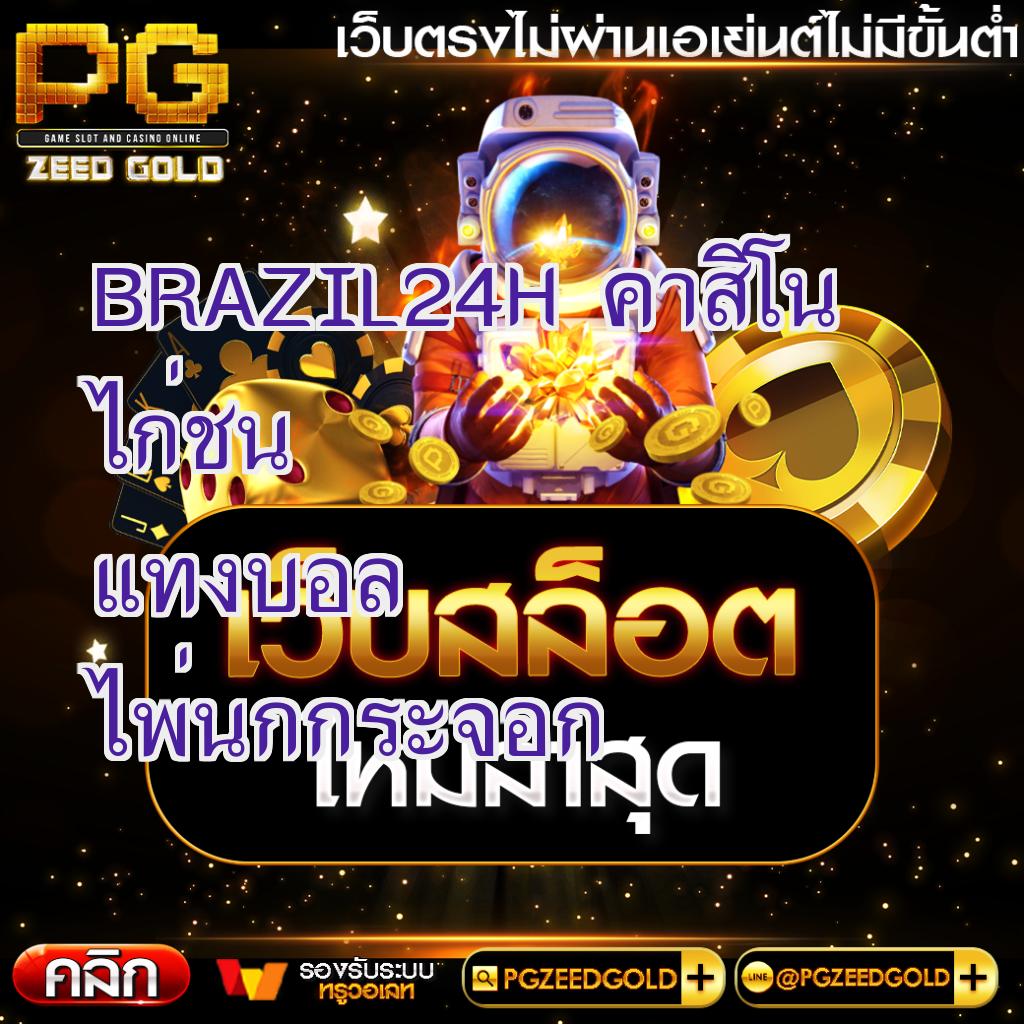 เว็บตรงไม่ผ่านเอเย่นต์ไม่มีขั้นต่ำ
PG
GAME SLOT AND CASINO ONLINE
ZEED GOLD
BRAZIL24H คาสิโน
ไก่ชน
แทงบอล
เว็บสล็อต
ไพ่นกกระจอก
ใหม่ล่าสุด
คลิก
รองรับระบบ
ทรูวอเลท
PGZEEDGOLD
LINE @PGZEEDGOLD